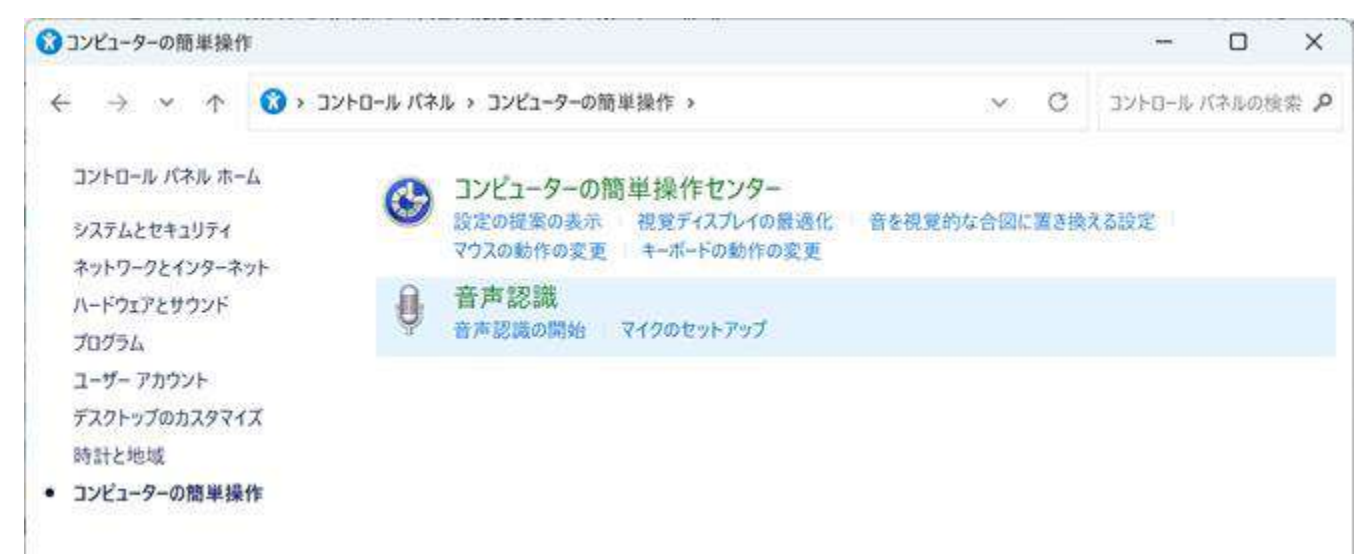 コンピューターの簡単操作
コントロール パネル › コンピューターの簡単操作 ›
コントロール パネルの検索
コントロール パネル ホーム
システムとセキュリティ
ネットワークとインターネット
ハードウェアとサウンド
プログラム
ユーザー アカウント
デスクトップのカスタマイズ
時計と地域
コンピューターの簡単操作
コンピューターの簡単操作センター
設定の提案の表示 視覚ディスプレイの最適化 音を視覚的な合図に置き換える設定
マウスの動作の変更 キーボードの動作の変更
音声認識
音声認識の開始 マイクのセットアップ